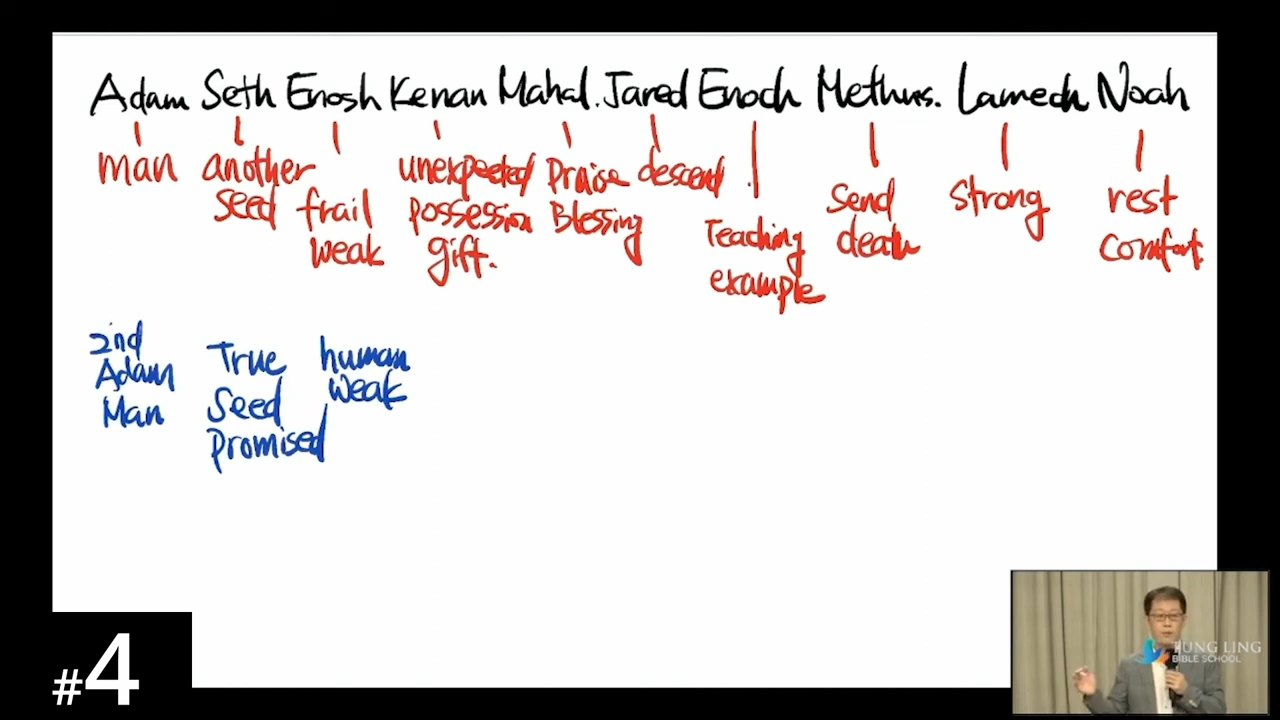 Adam Seth Enosh Kenan Mahal. Jared Enoch Methus. Lamech Noah
man
another
seed
frail
weak
unexpected
possession
gift.
Praise
Blessing
descend
Teaching
example
Send
death
strong
rest
comfort
2nd
Adam
Man
True
Seed
Promised
human
weak
#4
TUNG LING
BIBLE SCHOOL